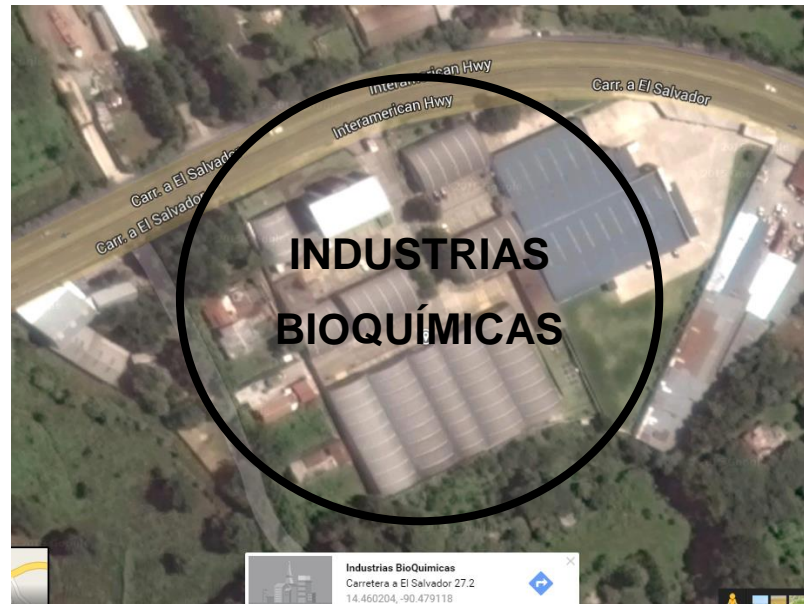 Interamerican Hwy
Carr. a El Salvador
Interamerican Hwy
Carr. a El Salvador
Carr. a El Salvador
INDUSTRIAS
BIOQUÍMICAS
Industrias BioQuimicas
Carretera a El Salvador 27.2
14.460204, -90.479118